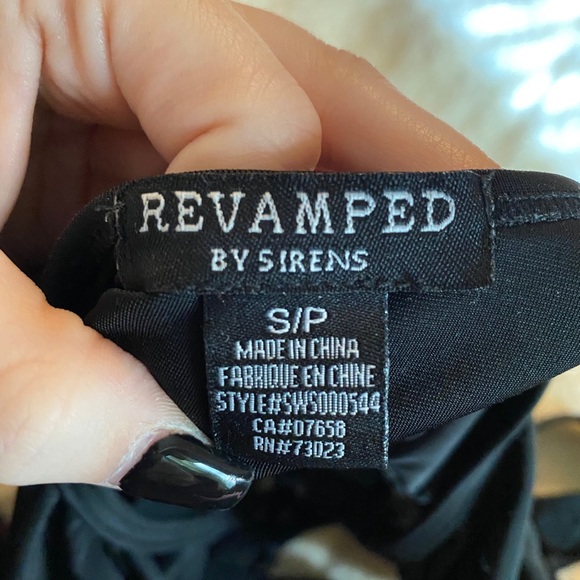 REVAMPED
BY SIRENS
S/P
MADE IN CHINA
FABRIQUE EN CHINE
STYLE#SWS000544
CA#07658
RN#73023